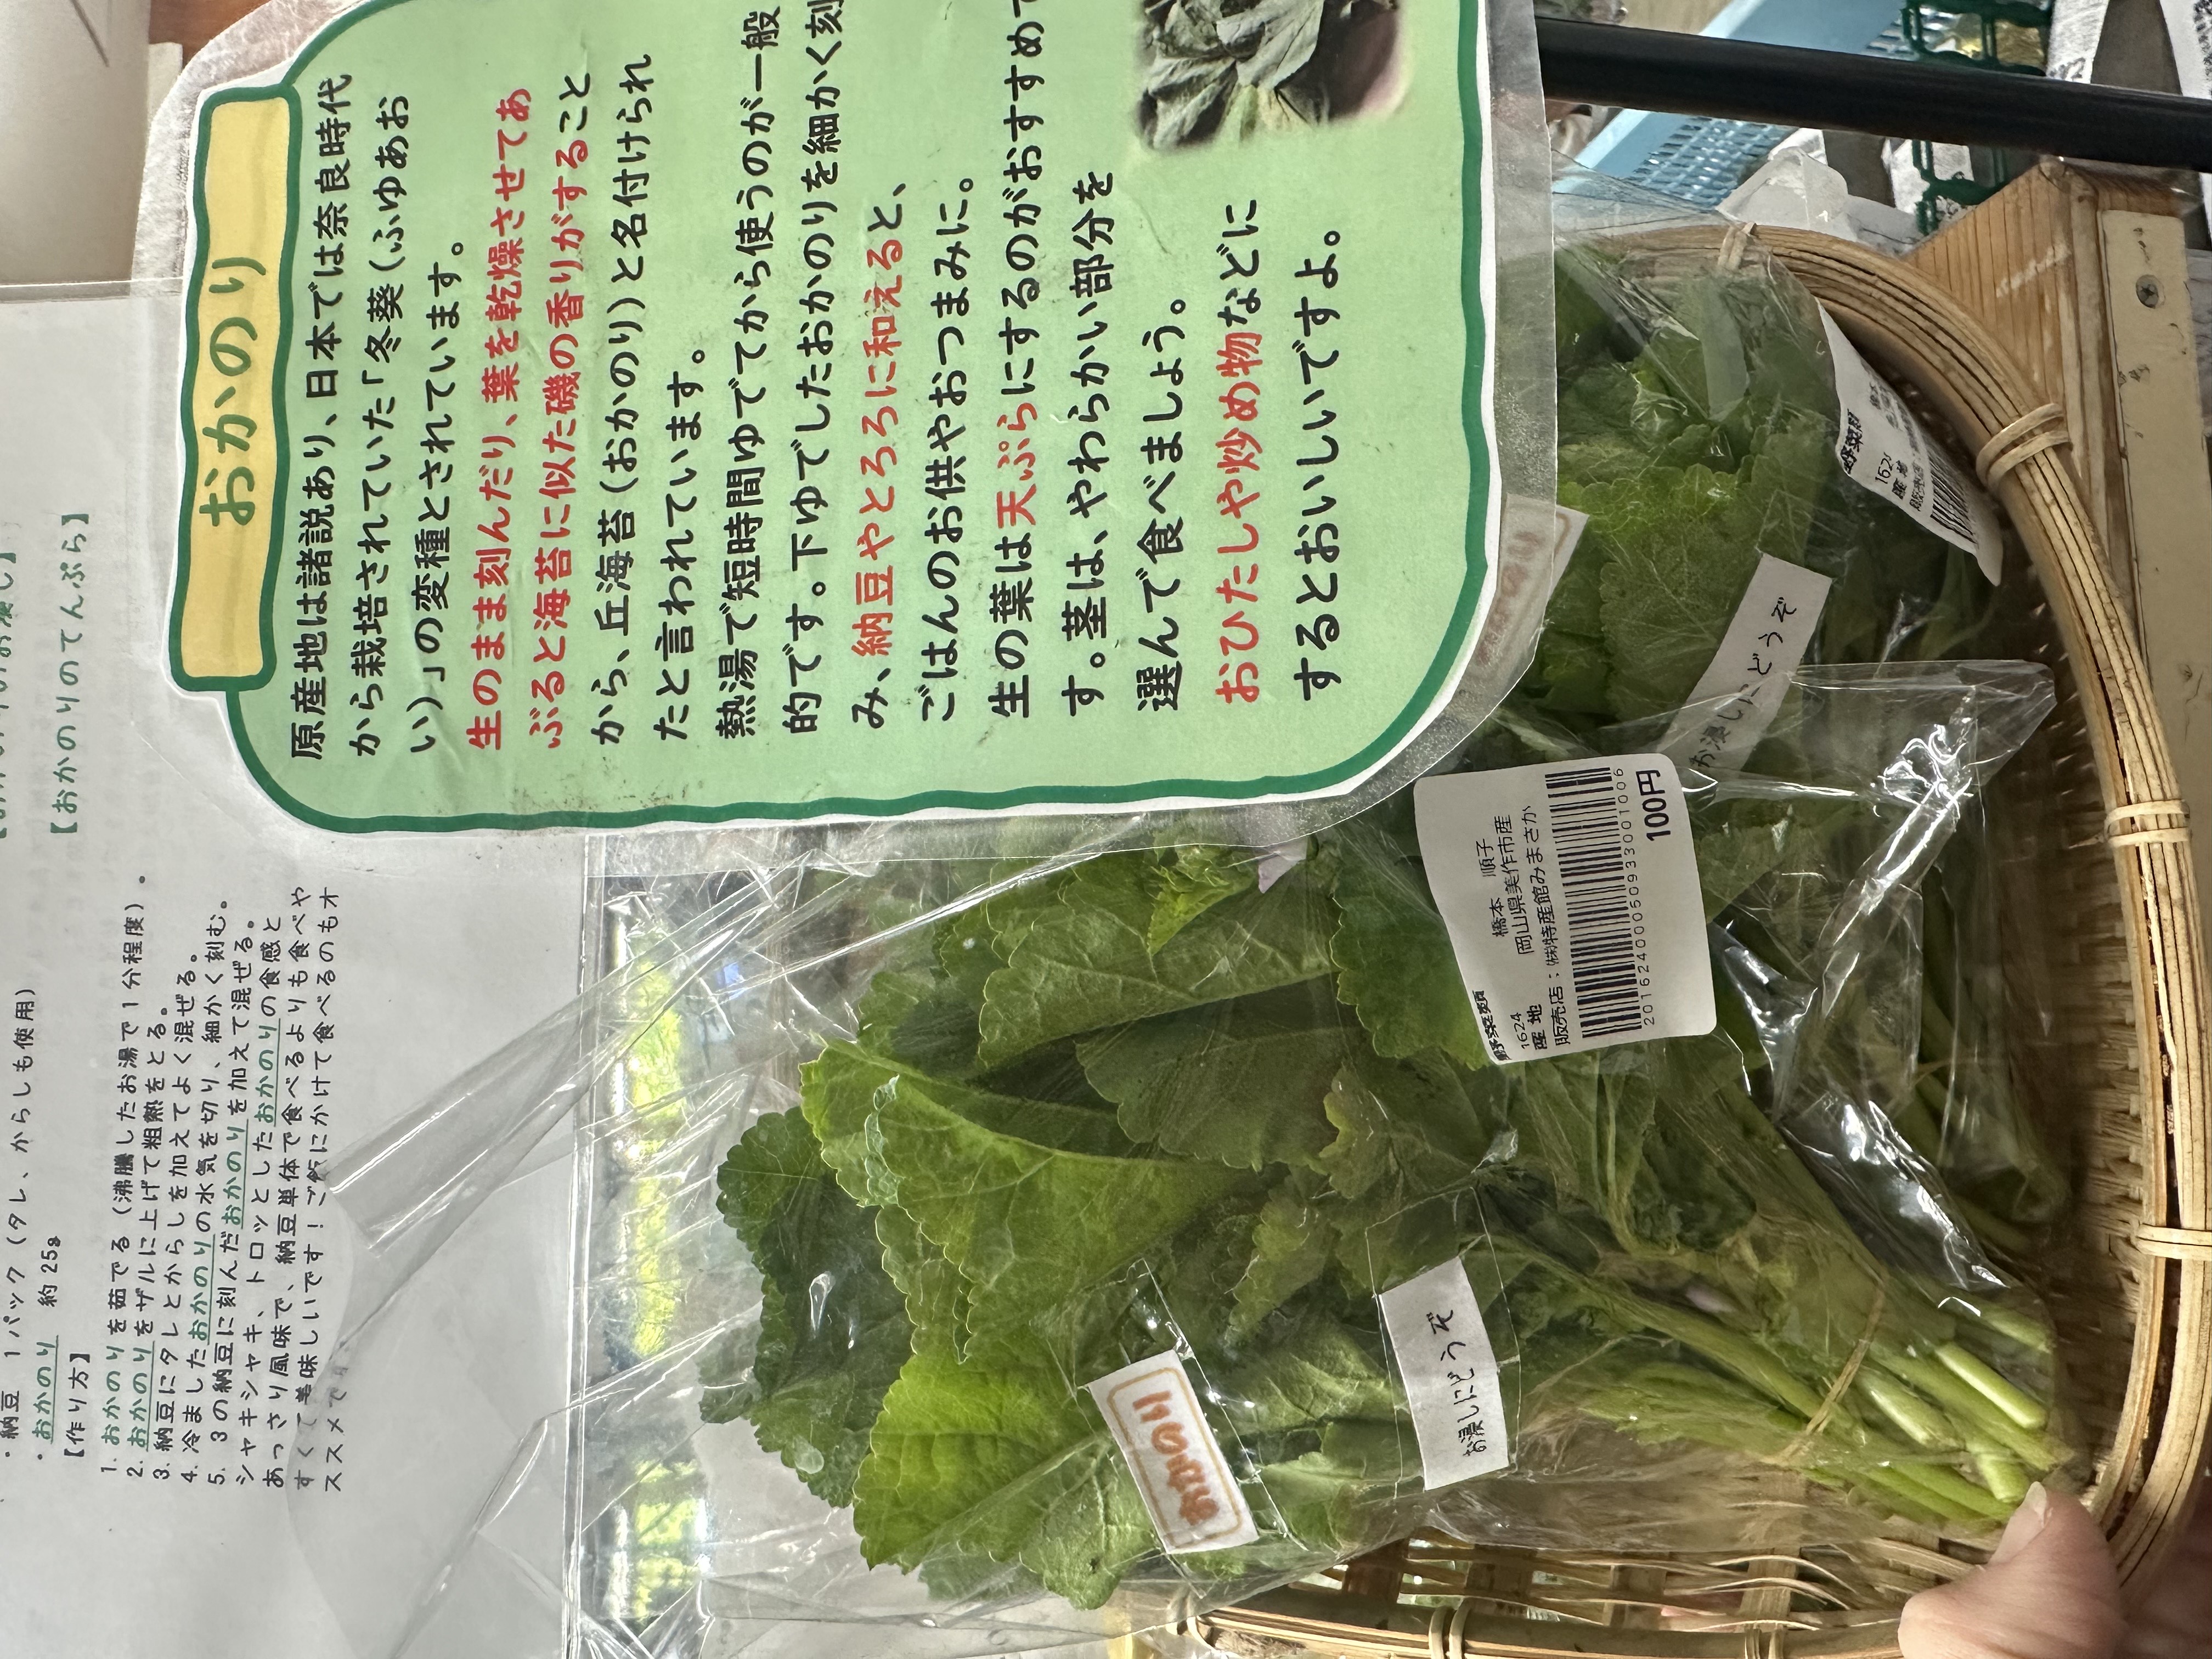 おかのり
原産地は諸説あり、日本では奈良時代
から栽培されていた「冬葵(ふゆあお
い)」の変種とされています。
生のまま刻んだり、葉を乾燥させてあ
ぶると海苔に似た磯の香りがすること
から、丘海苔(おかのり)と名付けられ
たと言われています。
熱湯で短時間ゆでてから使うのが一般
的です。下ゆでしたおかのりを細かく刻
み、納豆やとろろに和えると、
ごはんのお供やおつまみに。
生の葉は天ぷらにするのがおすすめで
す。茎は、やわらかい部分を
選んで食べましょう。
おひたしや炒め物などに
するとおいしいですよ。
【おかのりのてんぷら】
・納豆 1パック(タレ、からしも使用)
・おかのり 約25g
【作り方】
1. おかのりを茹でる(沸騰したお湯で1分程度)。
2. おかのりをザルに上げて粗熱をとる。
3. 納豆にタレとからしを加えてよく混ぜる。
4. 冷ましたおかのりの水気を切り、細かく刻む。
5. 3の納豆に刻んだおかのりを加えて混ぜる。
シャキシャキ、トロッとしたおかのりの食感と
あっさり風味で、納豆単体で食べるよりも食べや
すくて美味しいです!ご飯にかけて食べるのもオ
ススメで
野菜類
1624 橋本 順子
産地 岡山県美作市産
販売店:㈱特産館みまさか
20162400050933001006
100円
おかのり
お浸しにどうぞ
お浸しにどうぞ
野菜類
162
産地
販売店